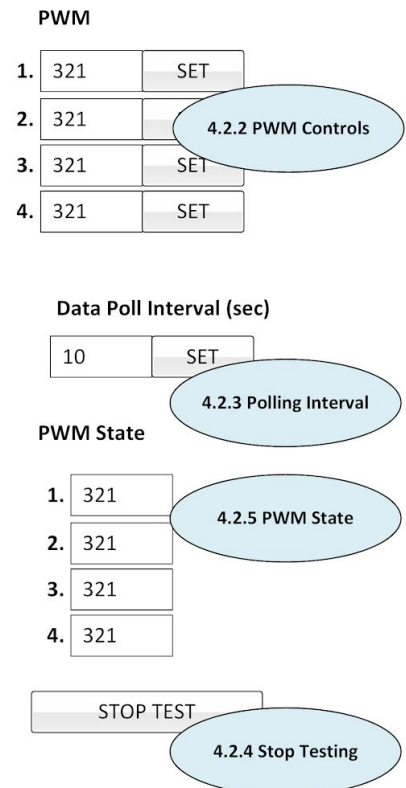 PWM
1. 321 SET
2. 321
4.2.2 PWM Controls
3. 321 SET
4. 321 SET
Data Poll Interval (sec)
10 SET
4.2.3 Polling Interval
PWM State
1. 321
4.2.5 PWM State
2. 321
3. 321
4. 321
STOP TEST
4.2.4 Stop Testing